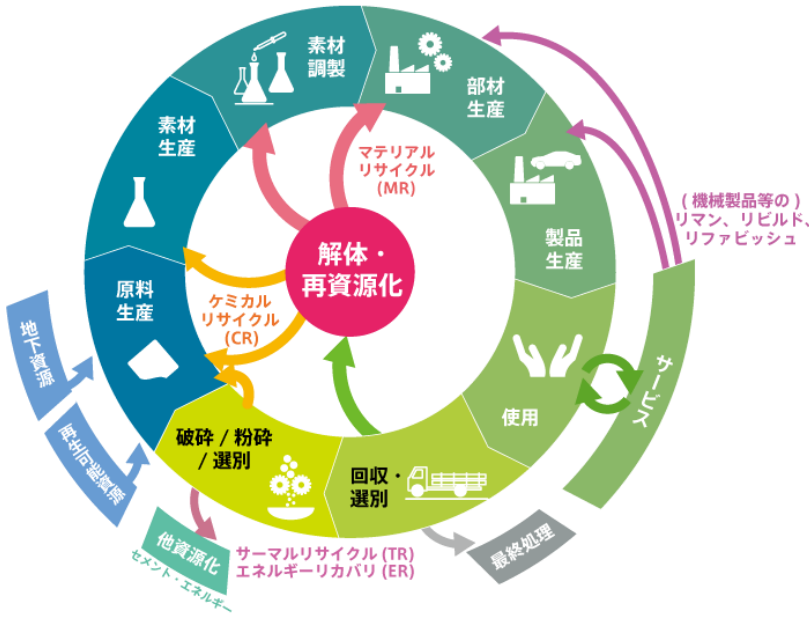 素材
調製
部材
生産
素材
生産
マテリアル
リサイクル
(MR)
( 機械製品等の )
リマン、リビルド、
リファビッシュ
製品
生産
解体・
再資源化
原料
生産
ケミカル
リサイクル
(CR)
地下資源
再生可能資源
使用
サービス
破砕 / 粉砕
/ 選別
回収・
選別
他資源化
セメント・エネルギー
サーマルリサイクル (TR)
エネルギーリカバリ (ER)
最終処理